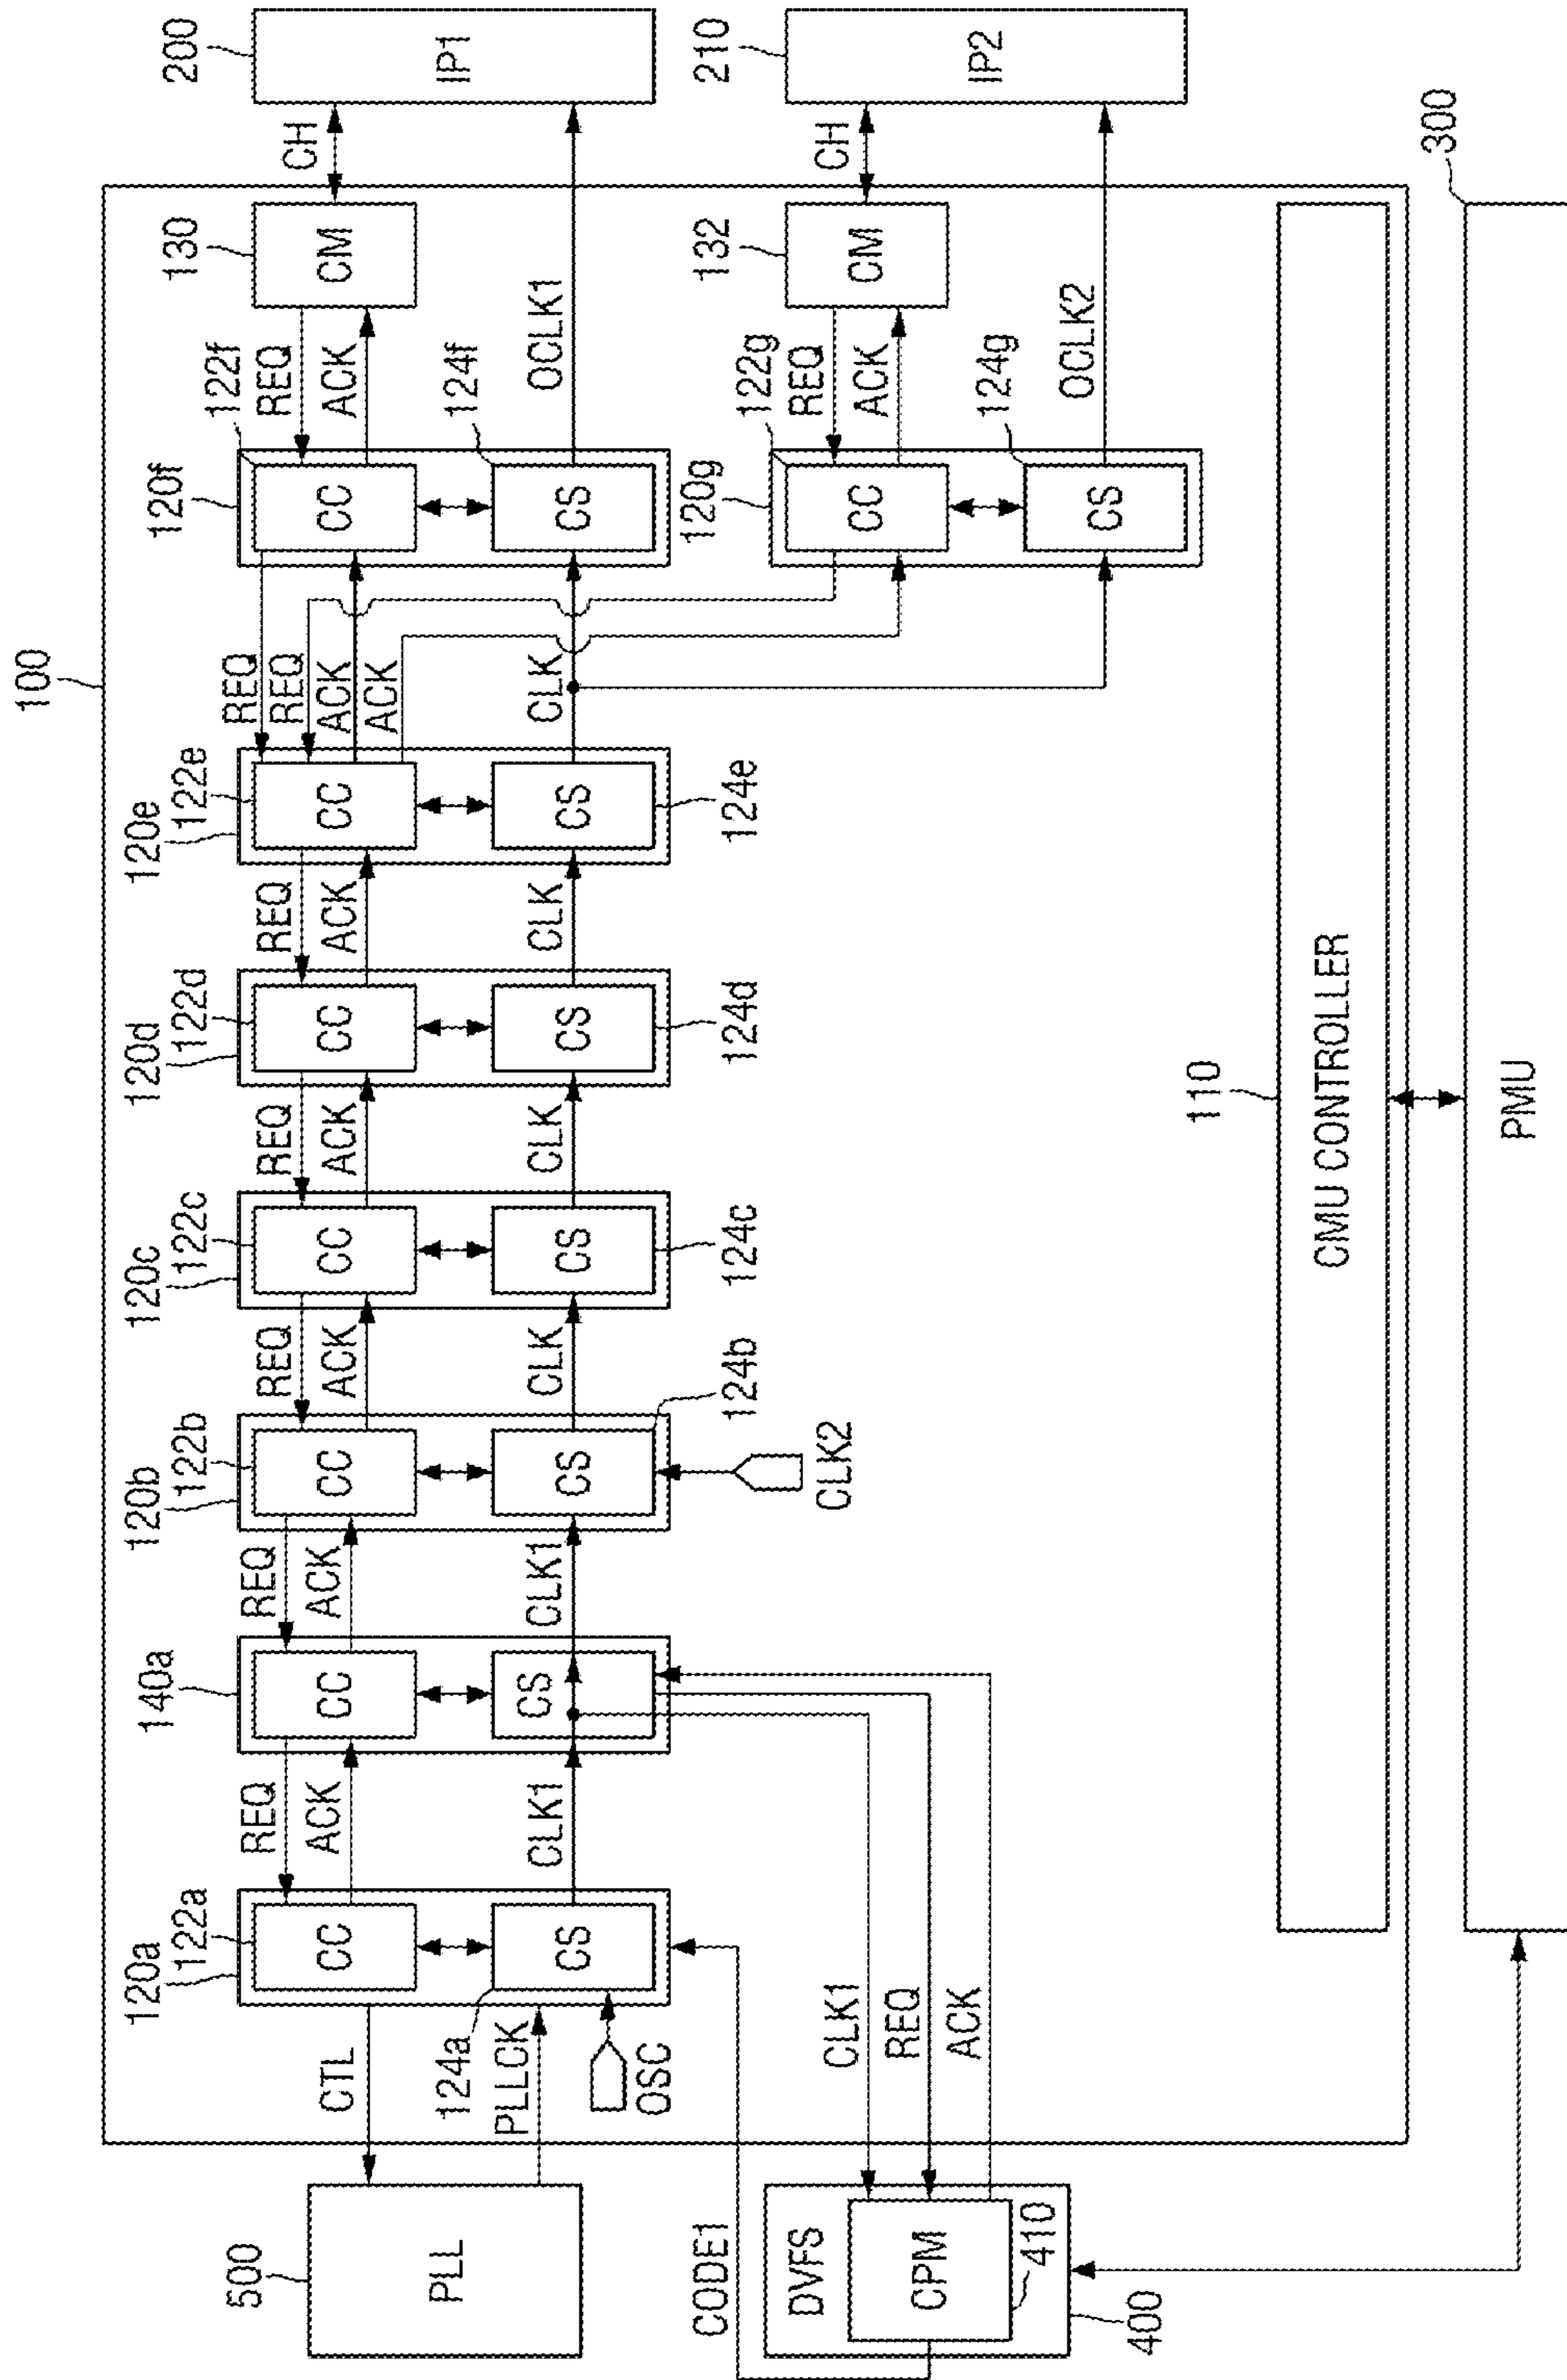 100
120a
122a
140a
120b
122b
120c
122c
120d
122d
120e
122e
120f
122f
130
200
500
PLL
CTL
PLLCK
124a
OSC
CC
CS
REQ
ACK
CLK1
CC
CS
REQ
ACK
CLK1
CC
CS
CLK2
124b
REQ
ACK
CLK
CC
CS
124c
REQ
ACK
CLK
CC
CS
124d
REQ
ACK
CLK
CC
CS
124e
REQ
REQ
ACK
ACK
CLK
CC
CS
124f
REQ
ACK
OCLK1
CM
CH
IP1
120g
122g
CC
CS
124g
REQ
ACK
OCLK2
132
CM
CH
210
IP2
CODE1
DVFS
CPM
410
400
CLK1
REQ
ACK
110
CMU CONTROLLER
300
PMU